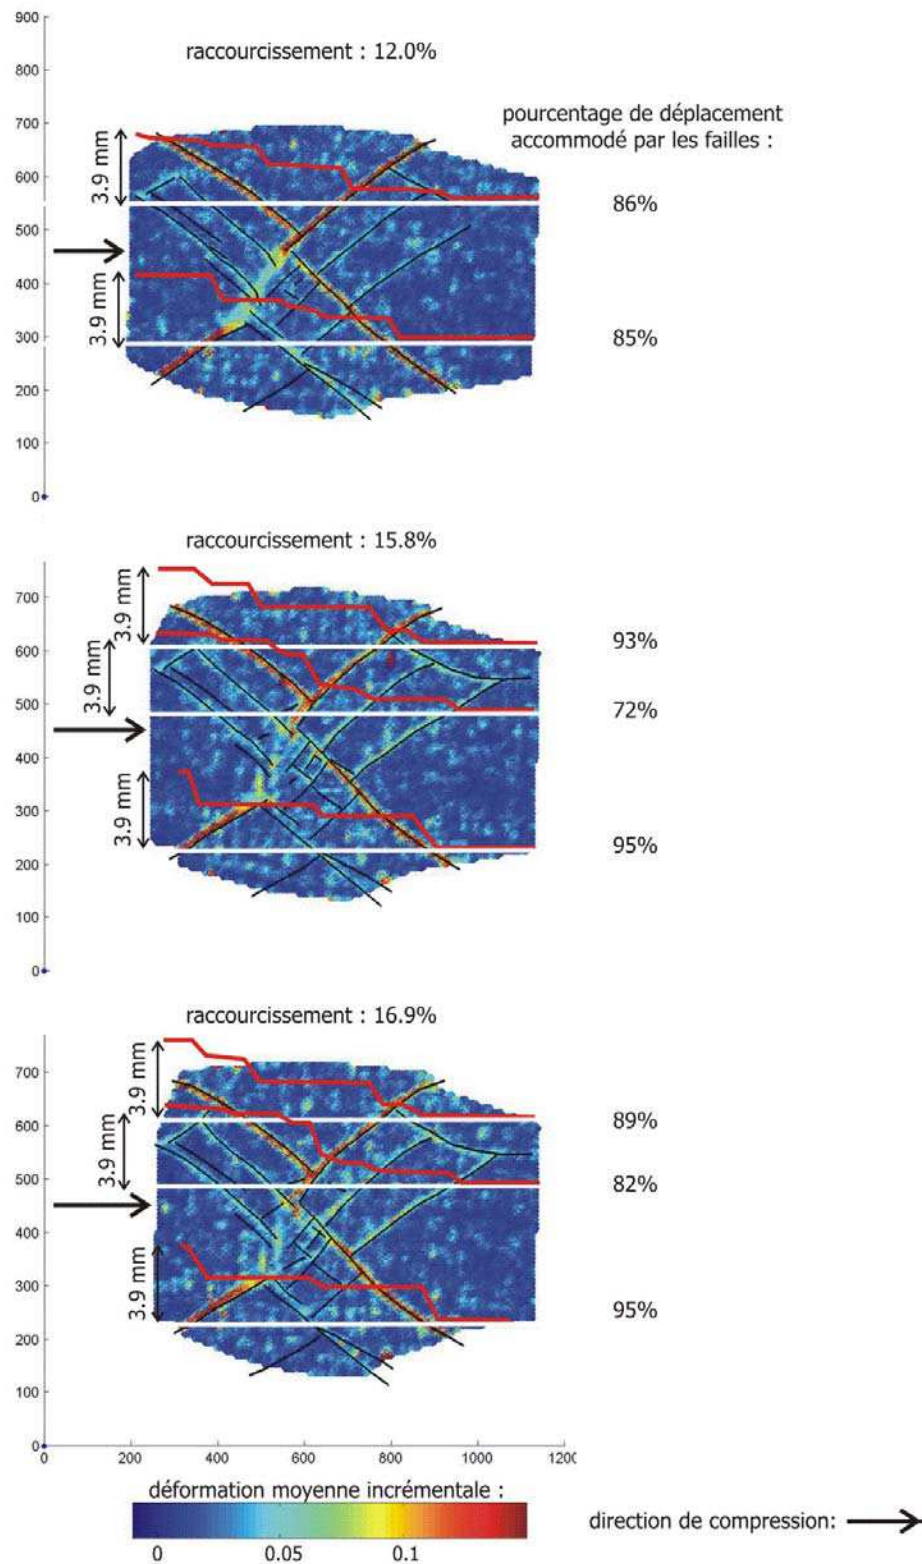 900
raccourcissement : 12.0%
800
pourcentage de déplacement
accommodé par les failles :
700
3.9 mm
600
86%
500
400
3.9 mm
300
85%
200
100
0
raccourcissement : 15.8%
700
3.9 mm
93%
600
3.9 mm
72%
500
400
3.9 mm
300
95%
200
100
0
raccourcissement : 16.9%
700
3.9 mm
89%
600
3.9 mm
82%
500
400
3.9 mm
300
95%
200
100
0
0 200 400 600 800 1000 1200
déformation moyenne incrémentale :
direction de compression:
0 0.05 0.1